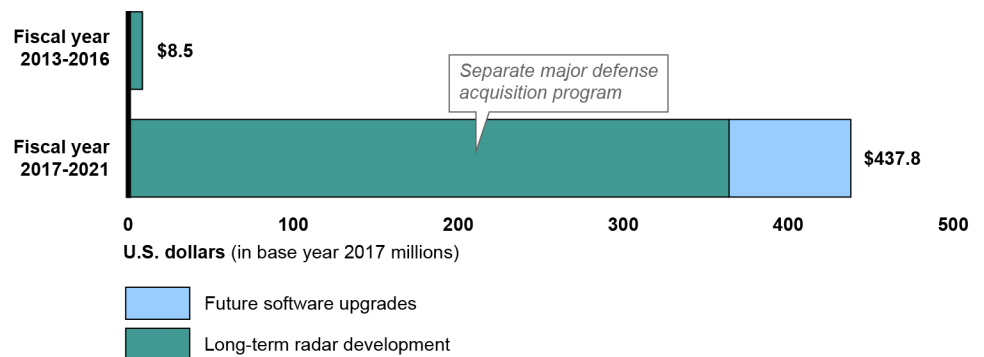 Fiscal year
2013-2016
$8.5
Separate major defense
acquisition program
Fiscal year
2017-2021
$437.8
0 100 200 300 400 500
U.S. dollars (in base year 2017 millions)
Future software upgrades
Long-term radar development